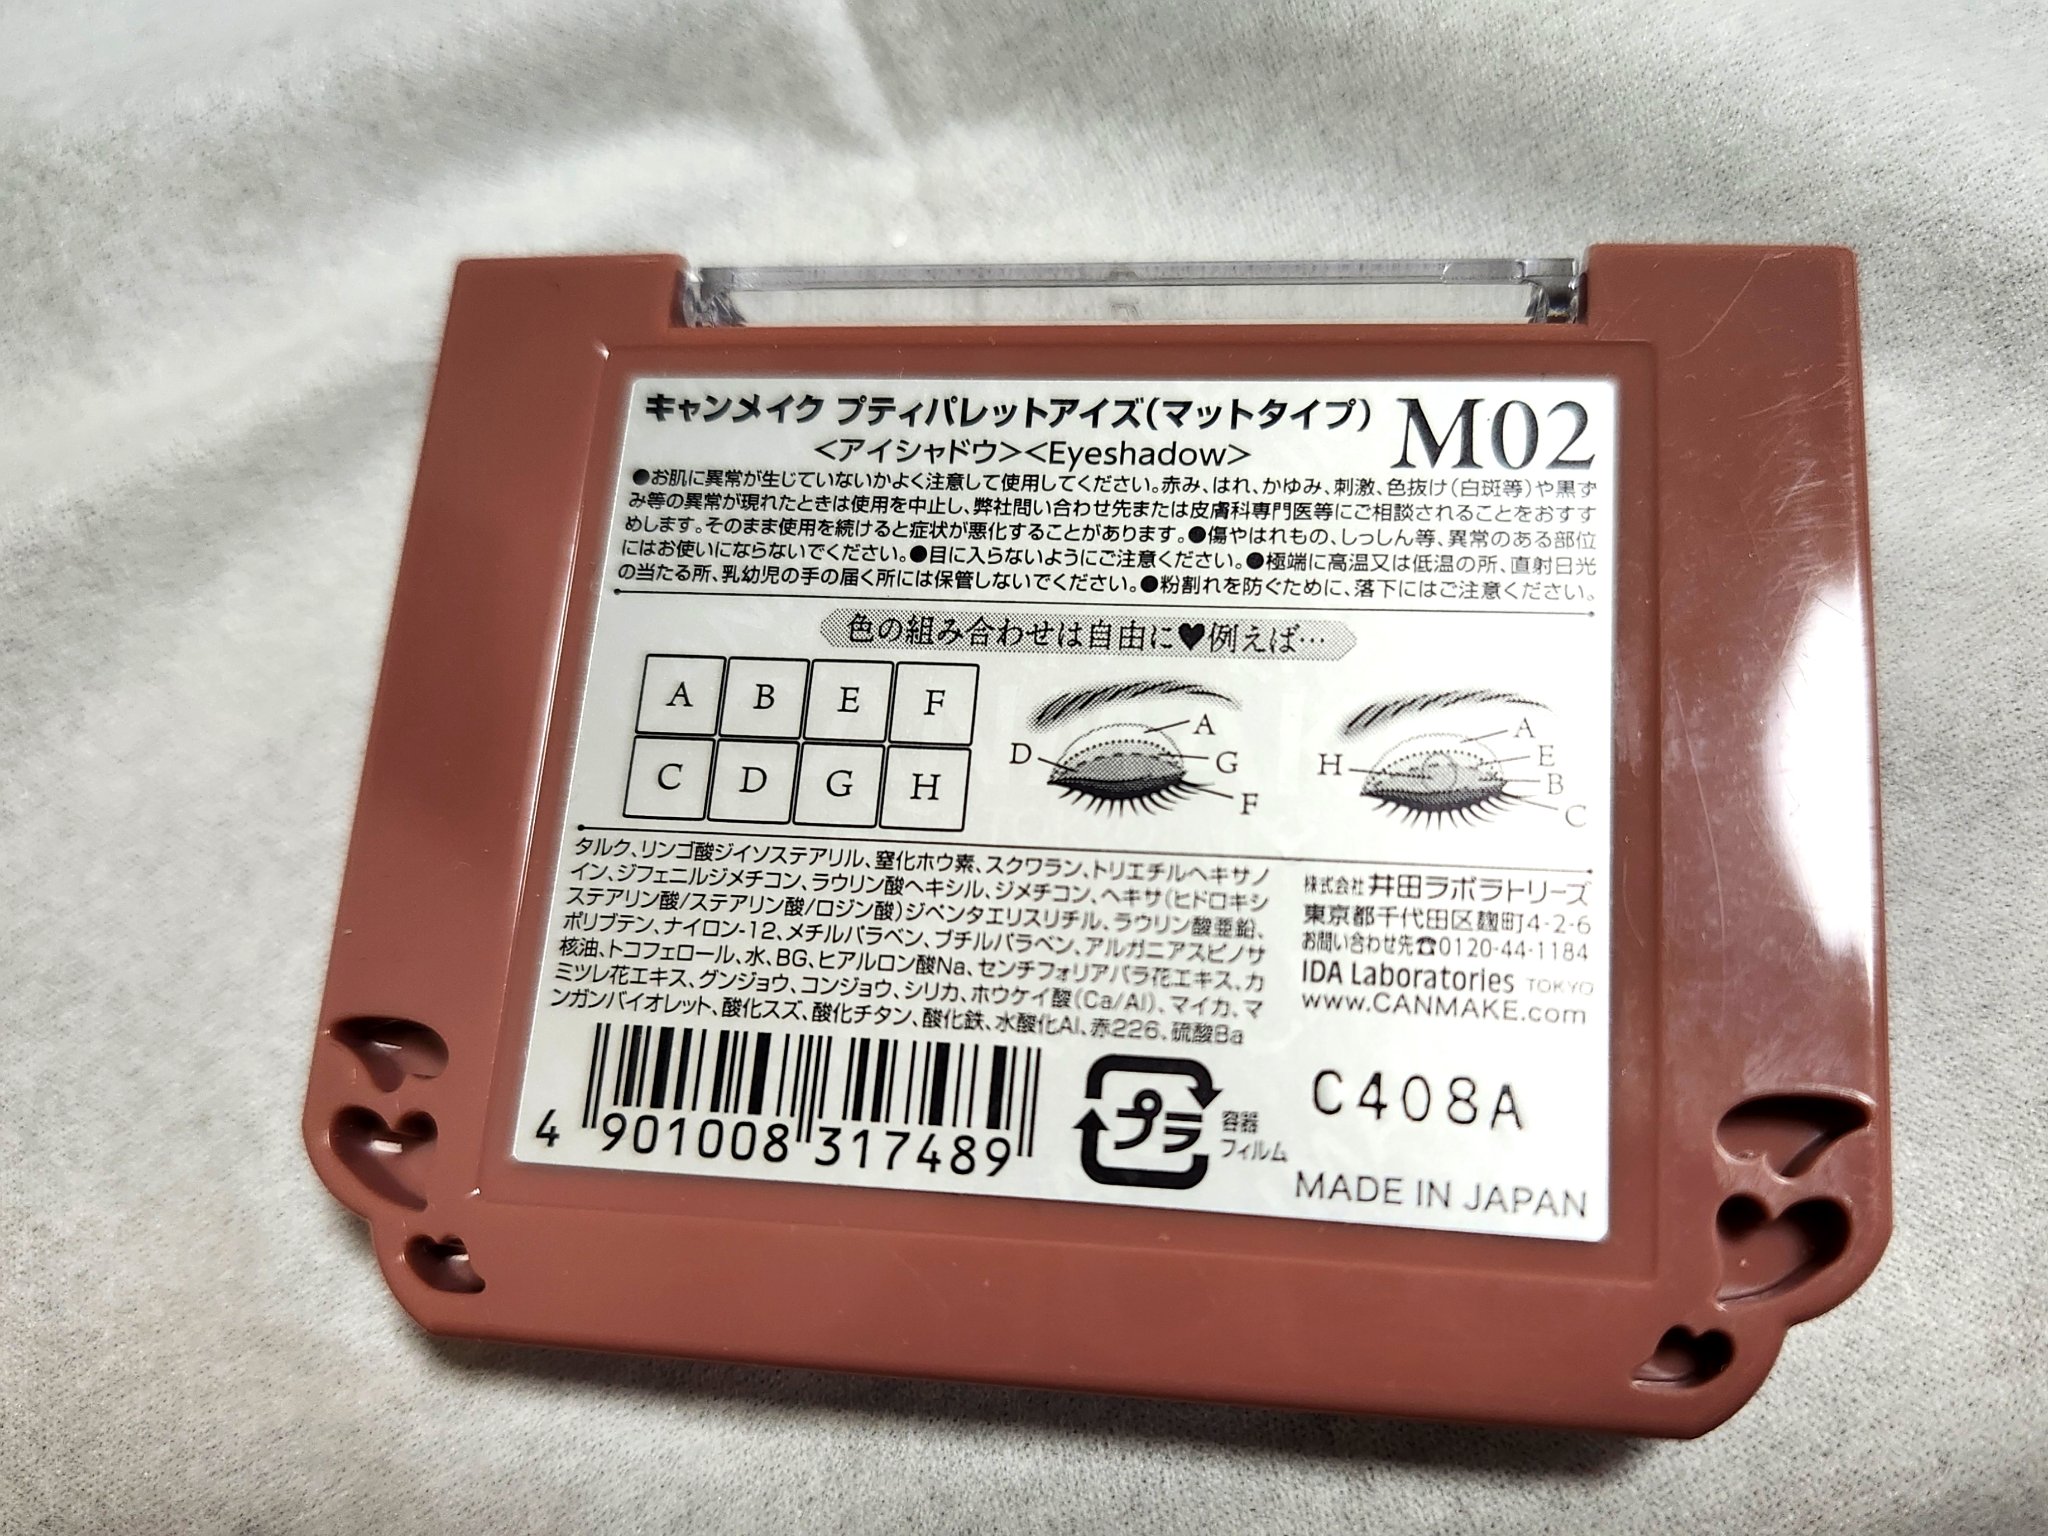 キャンメイク プティパレットアイズ(マットタイプ) M02
<アイシャドウ><Eyeshadow>
●お肌に異常が生じていないかよく注意して使用してください。赤み、はれ、かゆみ、刺激、色抜け(白斑等)や黒ず
み等の異常が現れたときは使用を中止し、弊社問い合わせ先または皮膚科専門医等にご相談されることをおすす
めします。そのまま使用を続けると症状が悪化することがあります。●傷やはれもの、しっしん等、異常のある部位
にはお使いにならないでください。●目に入らないようにご注意ください。●極端に高温又は低温の所、直射日光
の当たる所、乳幼児の手の届く所には保管しないでください。●粉割れを防ぐために、落下にはご注意ください。
色の組み合わせは自由に♥例えば…
A B E F
C D G H
A
D
G
F
A
E
H
B
C
タルク、リンゴ酸ジイソステアリル、窒化ホウ素、スクワラン、トリエチルヘキサノ
イン、ジフェニルジメチコン、ラウリン酸ヘキシル、ジメチコン、ヘキサ(ヒドロキシ
ステアリン酸/ステアリン酸/ロジン酸)ジペンタエリスリチル、ラウリン酸亜鉛、
ポリブテン、ナイロン-12、メチルパラベン、ブチルパラベン、アルガニアスピノサ
核油、トコフェロール、水、BG、ヒアルロン酸Na、センチフォリアバラ花エキス、カ
ミツレ花エキス、グンジョウ、コンジョウ、シリカ、ホウケイ酸(Ca/Al)、マイカ、マ
ンガンバイオレット、酸化スズ、酸化チタン、酸化鉄、水酸化Al、赤226、硫酸Ba
株式会社 井田ラボラトリーズ
東京都千代田区麹町4-2-6
お問い合わせ先☎0120-44-1184
IDA Laboratories TOKYO
www.CANMAKE.com
4 901008 317489
プラ
容器
フィルム
C408A
MADE IN JAPAN